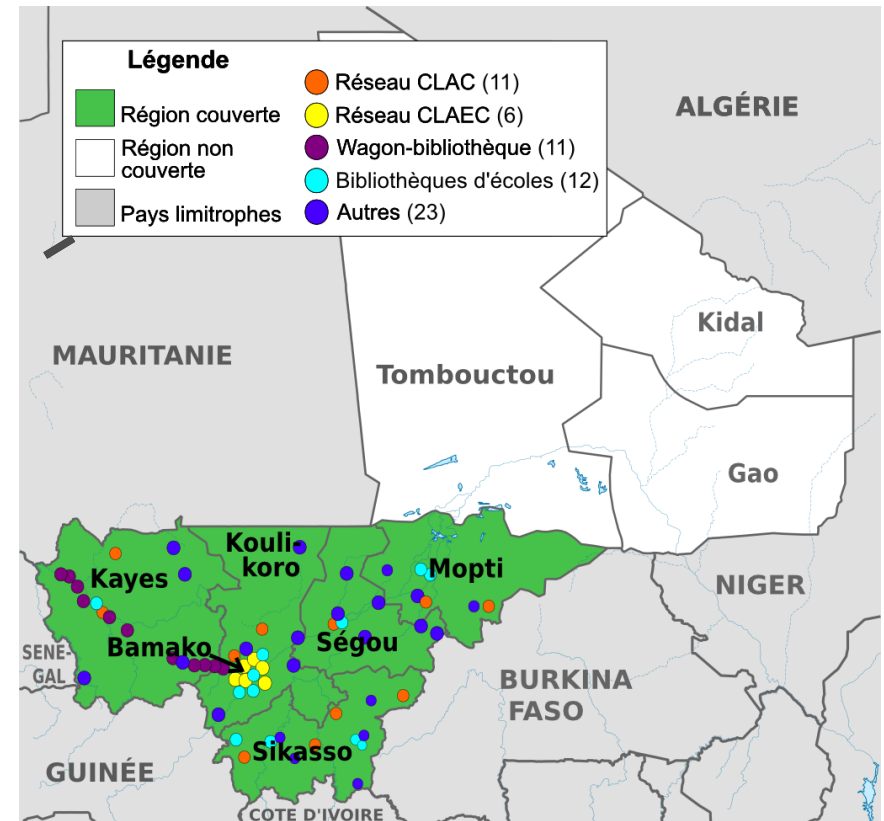 Légende
Région couverte
Région non
couverte
Pays limitrophes
Réseau CLAC (11)
Réseau CLAEC (6)
Wagon-bibliothèque (11)
Bibliothèques d'écoles (12)
Autres (23)
ALGÉRIE
Kidal
MAURITANIE
Tombouctou
Gao
Kouli-
koro
Mopti
Kayes
NIGER
Bamako
Ségou
SENE-
GAL
BURKINA
FASO
Sikasso
GUINÉE
COTE D'IVOIRE